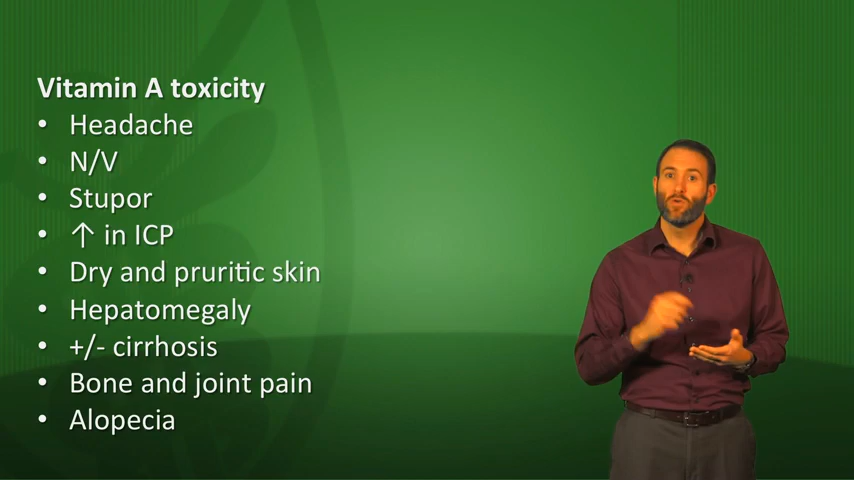 Vitamin A toxicity
• Headache
• N/V
• Stupor
• ↑ in ICP
• Dry and pruritic skin
• Hepatomegaly
• +/- cirrhosis
• Bone and joint pain
• Alopecia